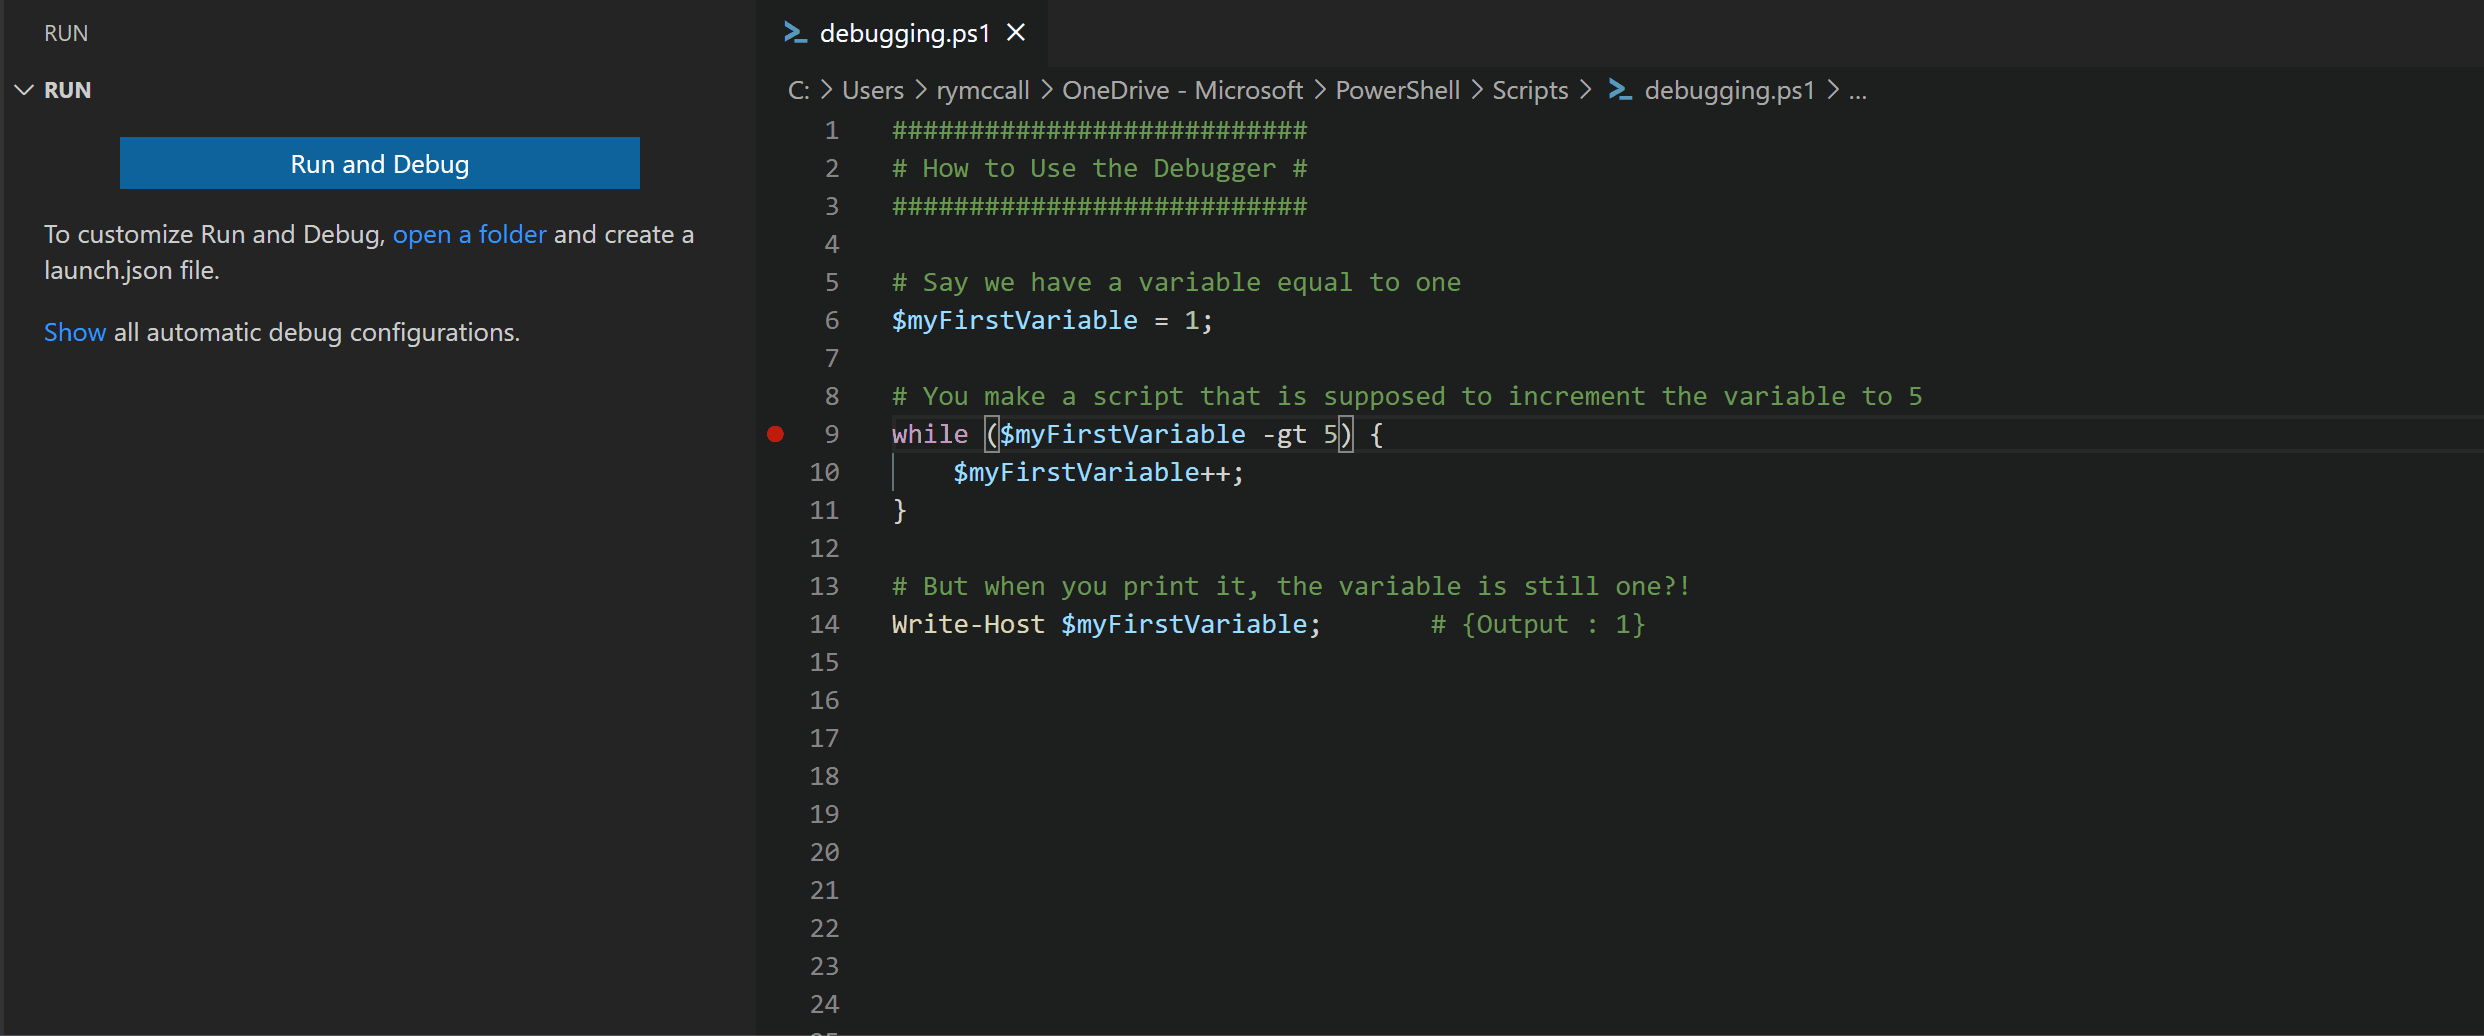 RUN
RUN
Run and Debug
To customize Run and Debug, open a folder and create a
launch.json file.
Show all automatic debug configurations.
debugging.ps1
C: > Users > rymccall > OneDrive - Microsoft > PowerShell > Scripts > debugging.ps1 > ...
1 ###########################
2 # How to Use the Debugger #
3 ###########################
4
5 # Say we have a variable equal to one
6 $myFirstVariable = 1;
7
8 # You make a script that is supposed to increment the variable to 5
9 while ($myFirstVariable -gt 5) {
10     $myFirstVariable++;
11 }
12
13 # But when you print it, the variable is still one?!
14 Write-Host $myFirstVariable;       # {Output : 1}
15
16
17
18
19
20
21
22
23
24